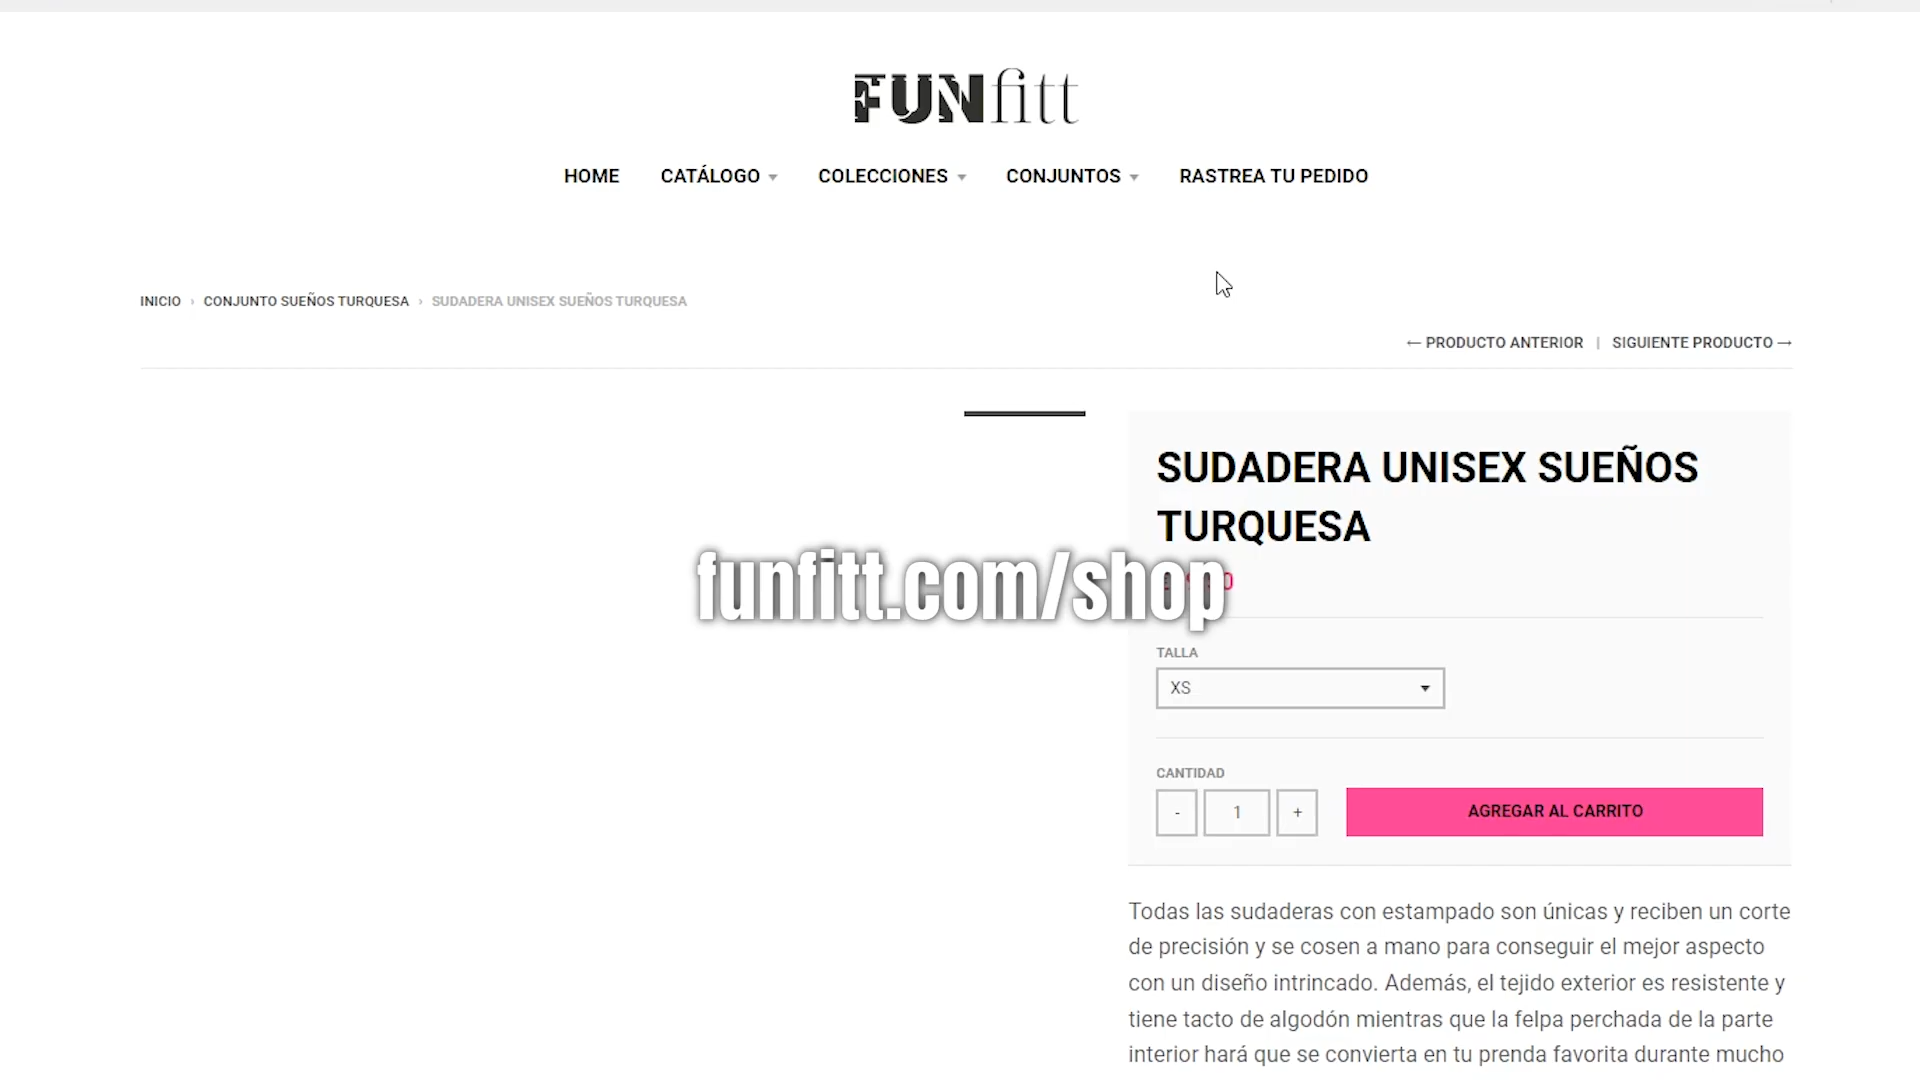 FUNfitt
HOME CATÁLOGO COLECCIONES CONJUNTOS RASTREA TU PEDIDO
INICIO › CONJUNTO SUEÑOS TURQUESA › SUDADERA UNISEX SUEÑOS TURQUESA
← PRODUCTO ANTERIOR | SIGUIENTE PRODUCTO →
SUDADERA UNISEX SUEÑOS
TURQUESA
funfitt.com/shop
TALLA
XS
CANTIDAD
- 1 + AGREGAR AL CARRITO
Todas las sudaderas con estampado son únicas y reciben un corte
de precisión y se cosen a mano para conseguir el mejor aspecto
con un diseño intrincado. Además, el tejido exterior es resistente y
tiene tacto de algodón mientras que la felpa perchada de la parte
interior hará que se convierta en tu prenda favorita durante mucho